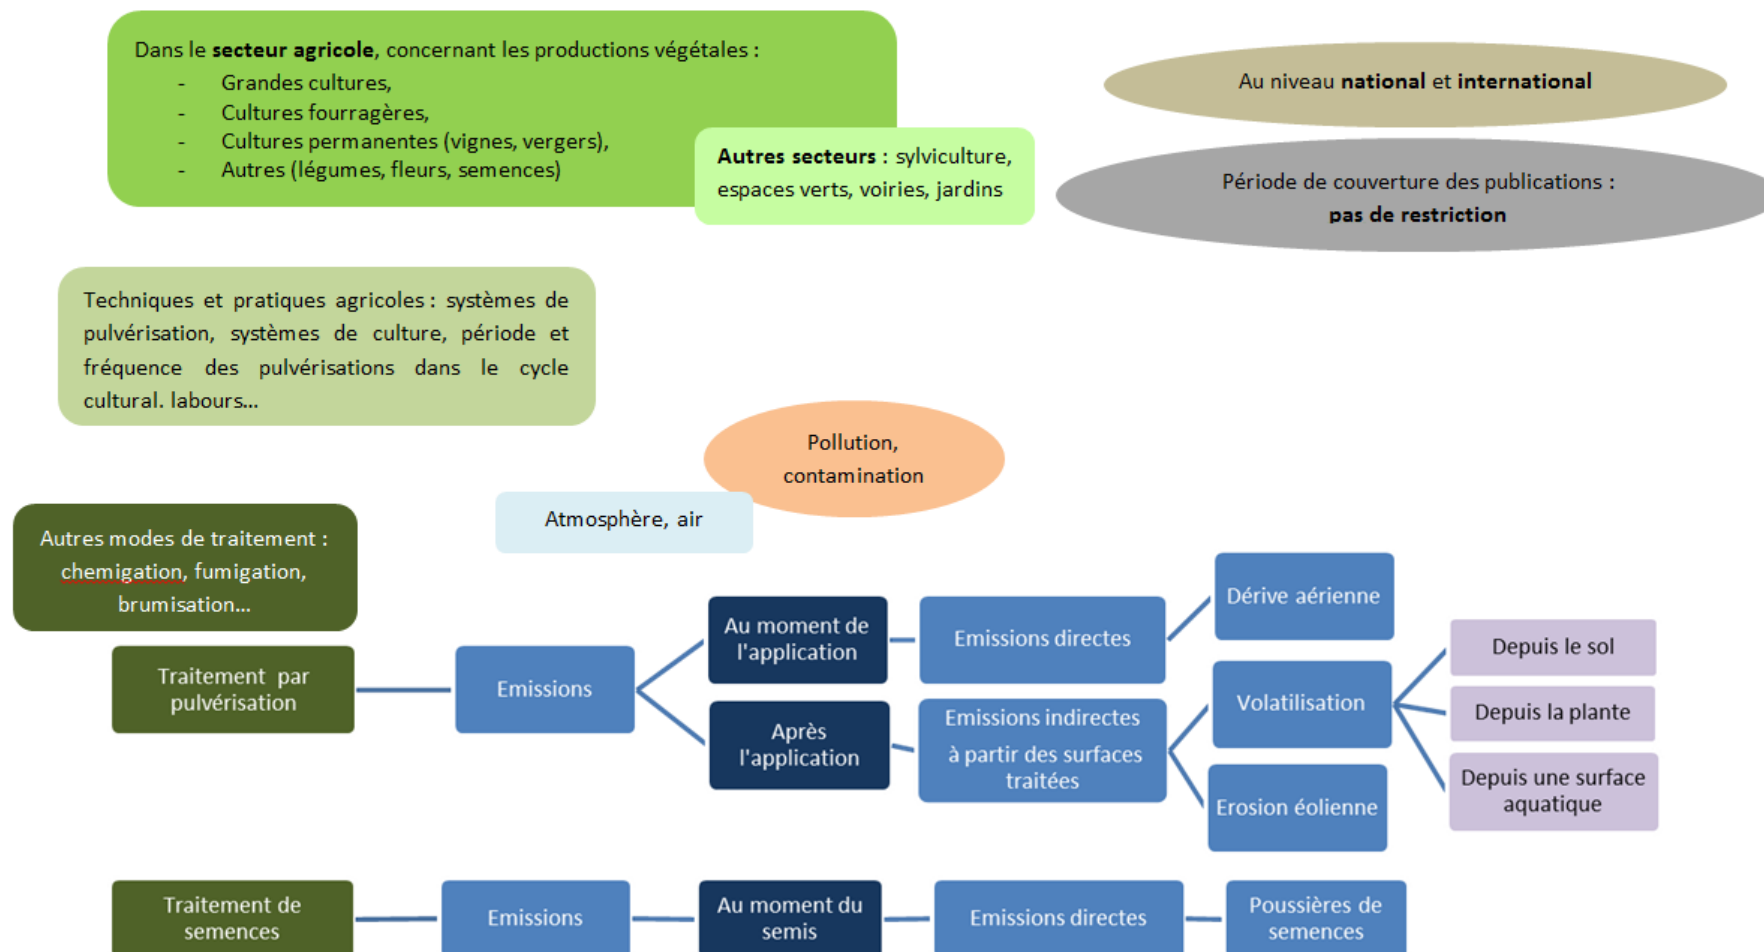 Dans le secteur agricole, concernant les productions végétales :
- Grandes cultures,
- Cultures fourragères,
- Cultures permanentes (vignes, vergers),
- Autres (légumes, fleurs, semences)
Autres secteurs : sylviculture,
espaces verts, voiries, jardins
Au niveau national et international
Période de couverture des publications :
pas de restriction
Techniques et pratiques agricoles : systèmes de
pulvérisation, systèmes de culture, période et
fréquence des pulvérisations dans le cycle
cultural. labours...
Pollution,
contamination
Atmosphère, air
Autres modes de traitement :
chemigation, fumigation,
brumisation...
Traitement par
pulvérisation
Emissions
Au moment de
l'application
Emissions directes
Dérive aérienne
Après
l'application
Emissions indirectes
à partir des surfaces
traitées
Volatilisation
Erosion éolienne
Depuis le sol
Depuis la plante
Depuis une surface
aquatique
Traitement de
semences
Emissions
Au moment du
semis
Emissions directes
Poussières de
semences